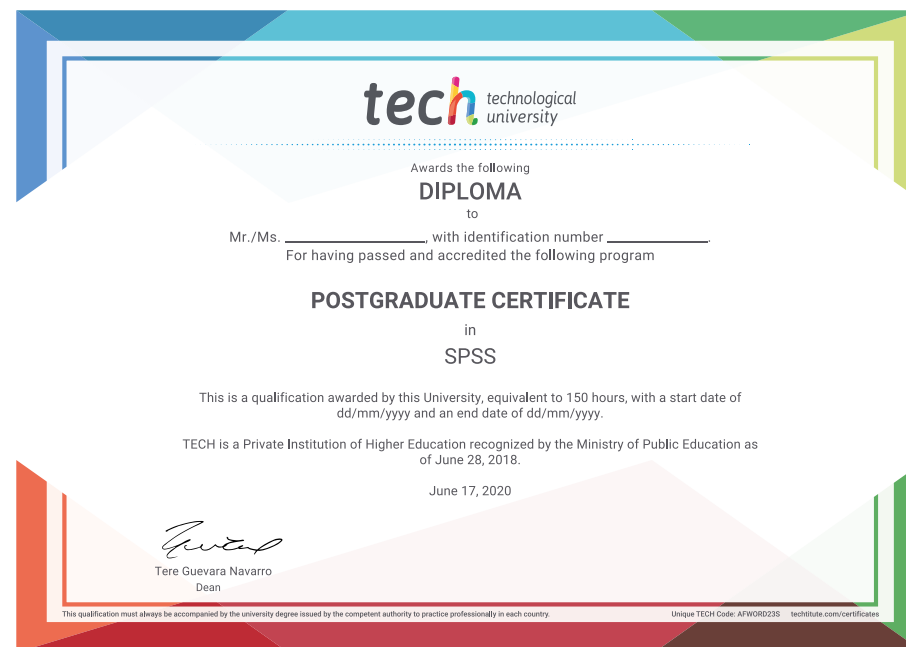 tech technological
university
Awards the following
DIPLOMA
to
Mr./Ms. ____________________, with identification number ______________.
For having passed and accredited the following program
POSTGRADUATE CERTIFICATE
in
SPSS
This is a qualification awarded by this University, equivalent to 150 hours, with a start date of
dd/mm/yyyy and an end date of dd/mm/yyyy.
TECH is a Private Institution of Higher Education recognized by the Ministry of Public Education as
of June 28, 2018.
June 17, 2020
Tere Guevara Navarro
Dean
This qualification must always be accompanied by the university degree issued by the competent authority to practice professionally in each country. Unique TECH Code: AFWORD23S techtitute.com/certificates